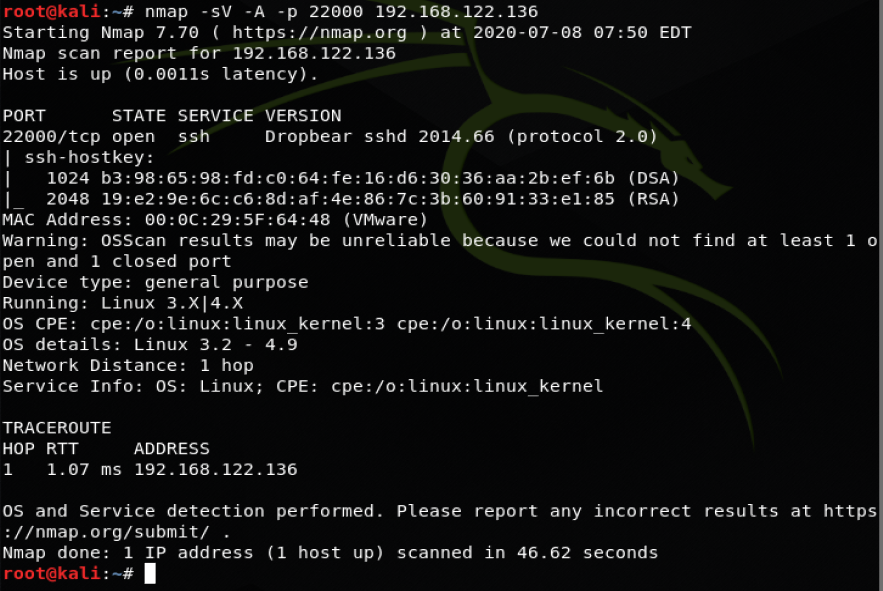 root@kali:~# nmap -sV -A -p 22000 192.168.122.136
Starting Nmap 7.70 ( https://nmap.org ) at 2020-07-08 07:50 EDT
Nmap scan report for 192.168.122.136
Host is up (0.0011s latency).
PORT      STATE SERVICE VERSION
22000/tcp open  ssh     Dropbear sshd 2014.66 (protocol 2.0)
| ssh-hostkey:
|   1024 b3:98:65:98:fd:c0:64:fe:16:d6:30:36:aa:2b:ef:6b (DSA)
|_  2048 19:e2:9e:6c:c6:8d:af:4e:86:7c:3b:60:91:33:e1:85 (RSA)
MAC Address: 00:0C:29:5F:64:48 (VMware)
Warning: OSScan results may be unreliable because we could not find at least 1 o
pen and 1 closed port
Device type: general purpose
Running: Linux 3.X|4.X
OS CPE: cpe:/o:linux:linux_kernel:3 cpe:/o:linux:linux_kernel:4
OS details: Linux 3.2 - 4.9
Network Distance: 1 hop
Service Info: OS: Linux; CPE: cpe:/o:linux:linux_kernel
TRACEROUTE
HOP RTT     ADDRESS
1   1.07 ms 192.168.122.136
OS and Service detection performed. Please report any incorrect results at https
://nmap.org/submit/ .
Nmap done: 1 IP address (1 host up) scanned in 46.62 seconds
root@kali:~#